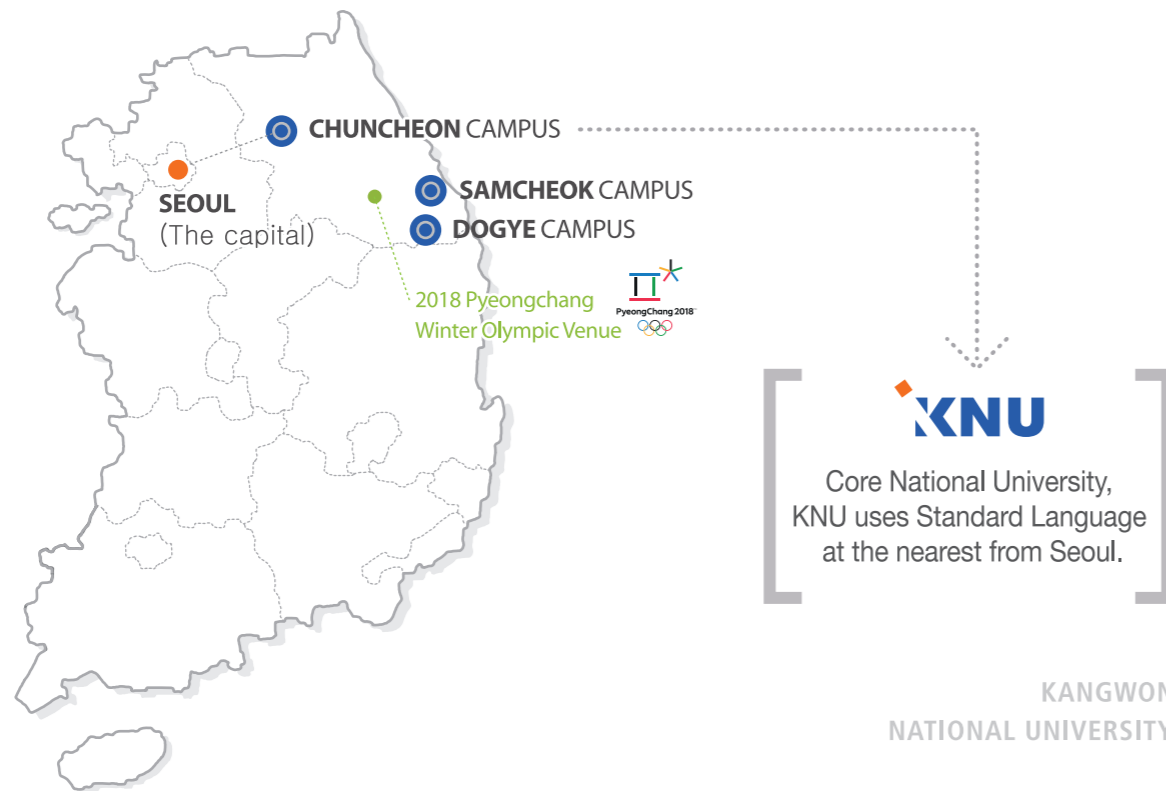 CHUNCHEON CAMPUS
SEOUL
(The capital)
SAMCHEOK CAMPUS
DOGYE CAMPUS
2018 Pyeongchang
Winter Olympic Venue
PyeongChang 2018
KNU
Core National University,
KNU uses Standard Language
at the nearest from Seoul.
KANGWON
NATIONAL UNIVERSITY